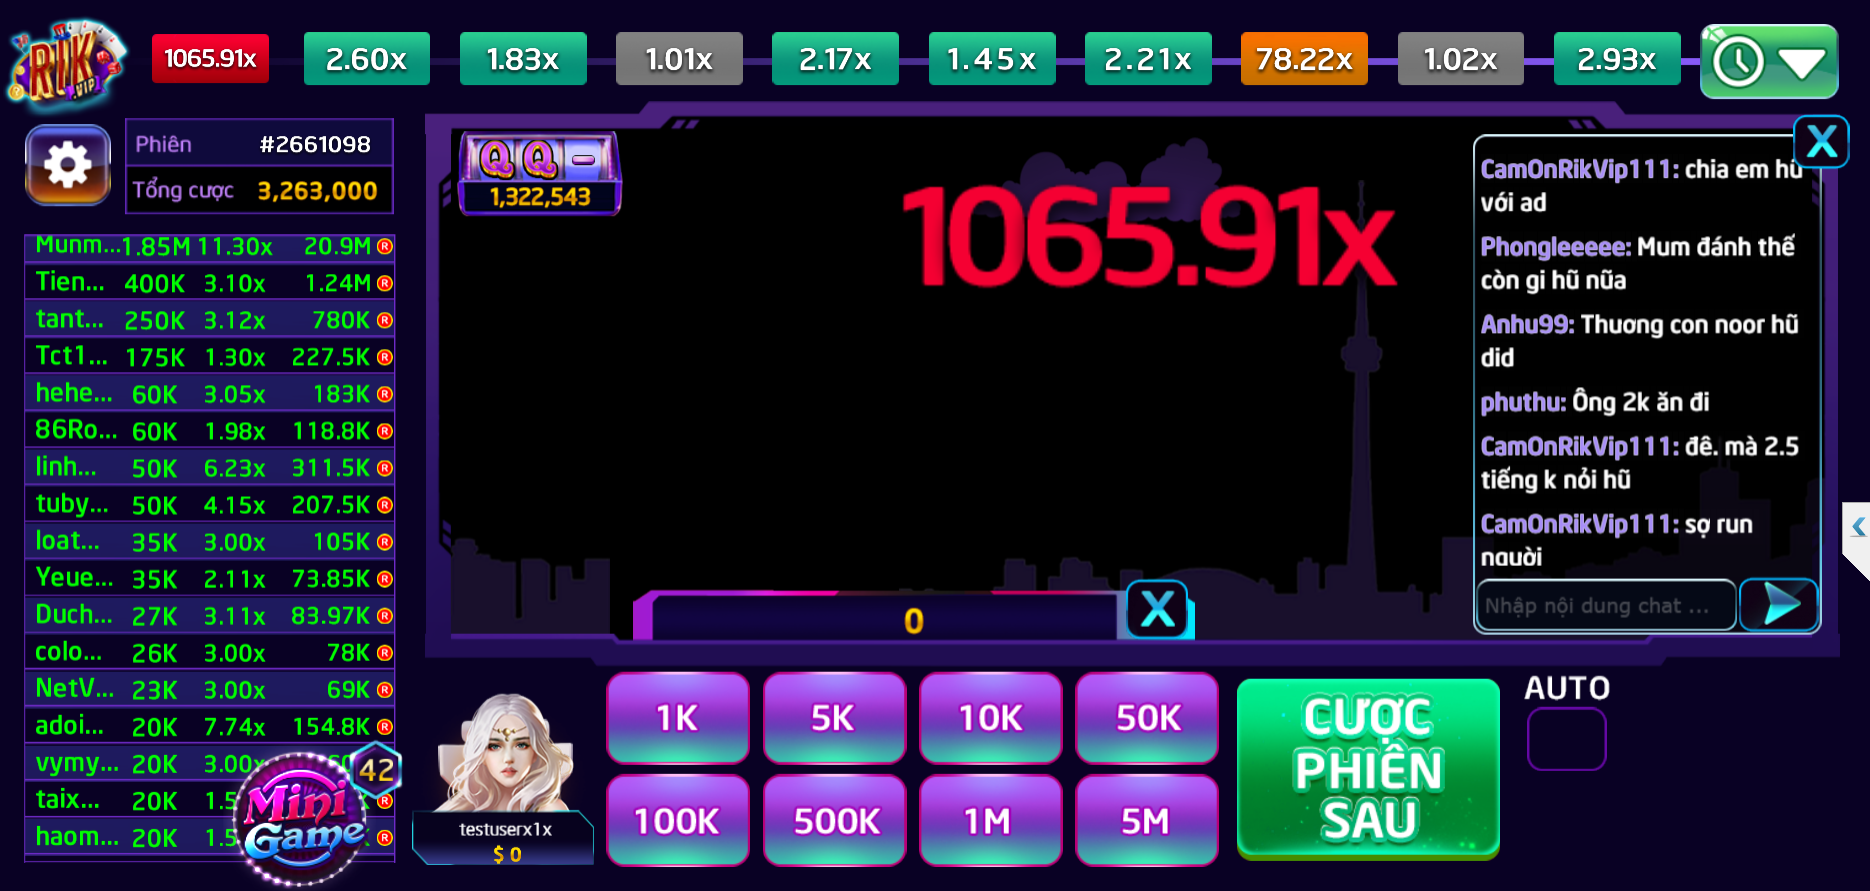 RIK
.VIP
1065.91x
2.60x
1.83x
1.01x
2.17x
1.45x
2.21x
78.22x
1.02x
2.93x
Phiên #2661098
Tổng cược 3,263,000
QQ-
1,322,543
1065.91x
X
CamOnRikVip111: chia em hũ
với ad
Phongleeeee: Mum đánh thế
còn gi hũ nũa
Anhu99: Thuơng con noor hũ
did
phuthu: Ông 2k ăn đi
CamOnRikVip111: đê. mà 2.5
tiếng k nỏi hũ
CamOnRikVip111: sợ run
người
Nhập nội dung chat ...
Munm... 1.85M 11.30x 20.9M R
Tien... 400K 3.10x 1.24M R
tant... 250K 3.12x 780K R
Tct1... 175K 1.30x 227.5K R
hehe... 60K 3.05x 183K R
86Ro... 60K 1.98x 118.8K R
linh... 50K 6.23x 311.5K R
tuby... 50K 4.15x 207.5K R
loat... 35K 3.00x 105K R
Yeue... 35K 2.11x 73.85K R
Duch... 27K 3.11x 83.97K R
colo... 26K 3.00x 78K R
NetV... 23K 3.00x 69K R
adoi... 20K 7.74x 154.8K R
vymy... 20K 3.00x
taix... 20K R
haom... 20K R
42
Mini
Game
0
X
testuserx1x
$ 0
1K
5K
10K
50K
100K
500K
1M
5M
CƯỢC
PHIÊN
SAU
AUTO